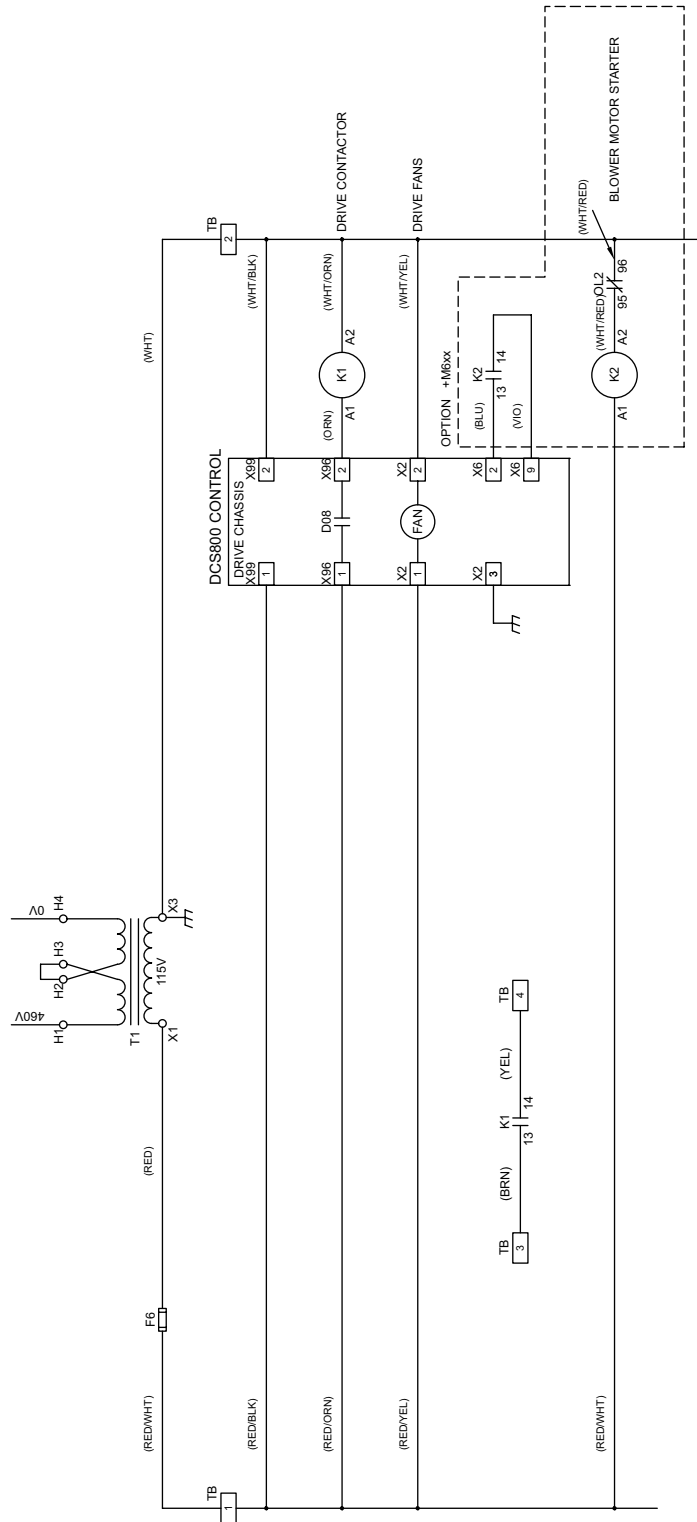 460V
0V
H1
H2
H3
H4
T1
115V
X1
X3
(RED/WHT)
F6
(RED)
(WHT)
TB
1
TB
2
DCS800 CONTROL
DRIVE CHASSIS
(RED/BLK)
X99
1
X99
2
(WHT/BLK)
(RED/ORN)
X96
1
D08
X96
2
(ORN)
A1
K1
A2
(WHT/ORN)
DRIVE CONTACTOR
(RED/YEL)
X2
1
FAN
X2
2
(WHT/YEL)
DRIVE FANS
OPTION +M6xx
X2
3
X6
2
(BLU)
13
K2
14
X6
9
(VIO)
TB
3
(BRN)
K1
13
14
(YEL)
TB
4
(RED/WHT)
A1
K2
A2
(WHT/RED)
OL2
95
96
(WHT/RED)
BLOWER MOTOR STARTER